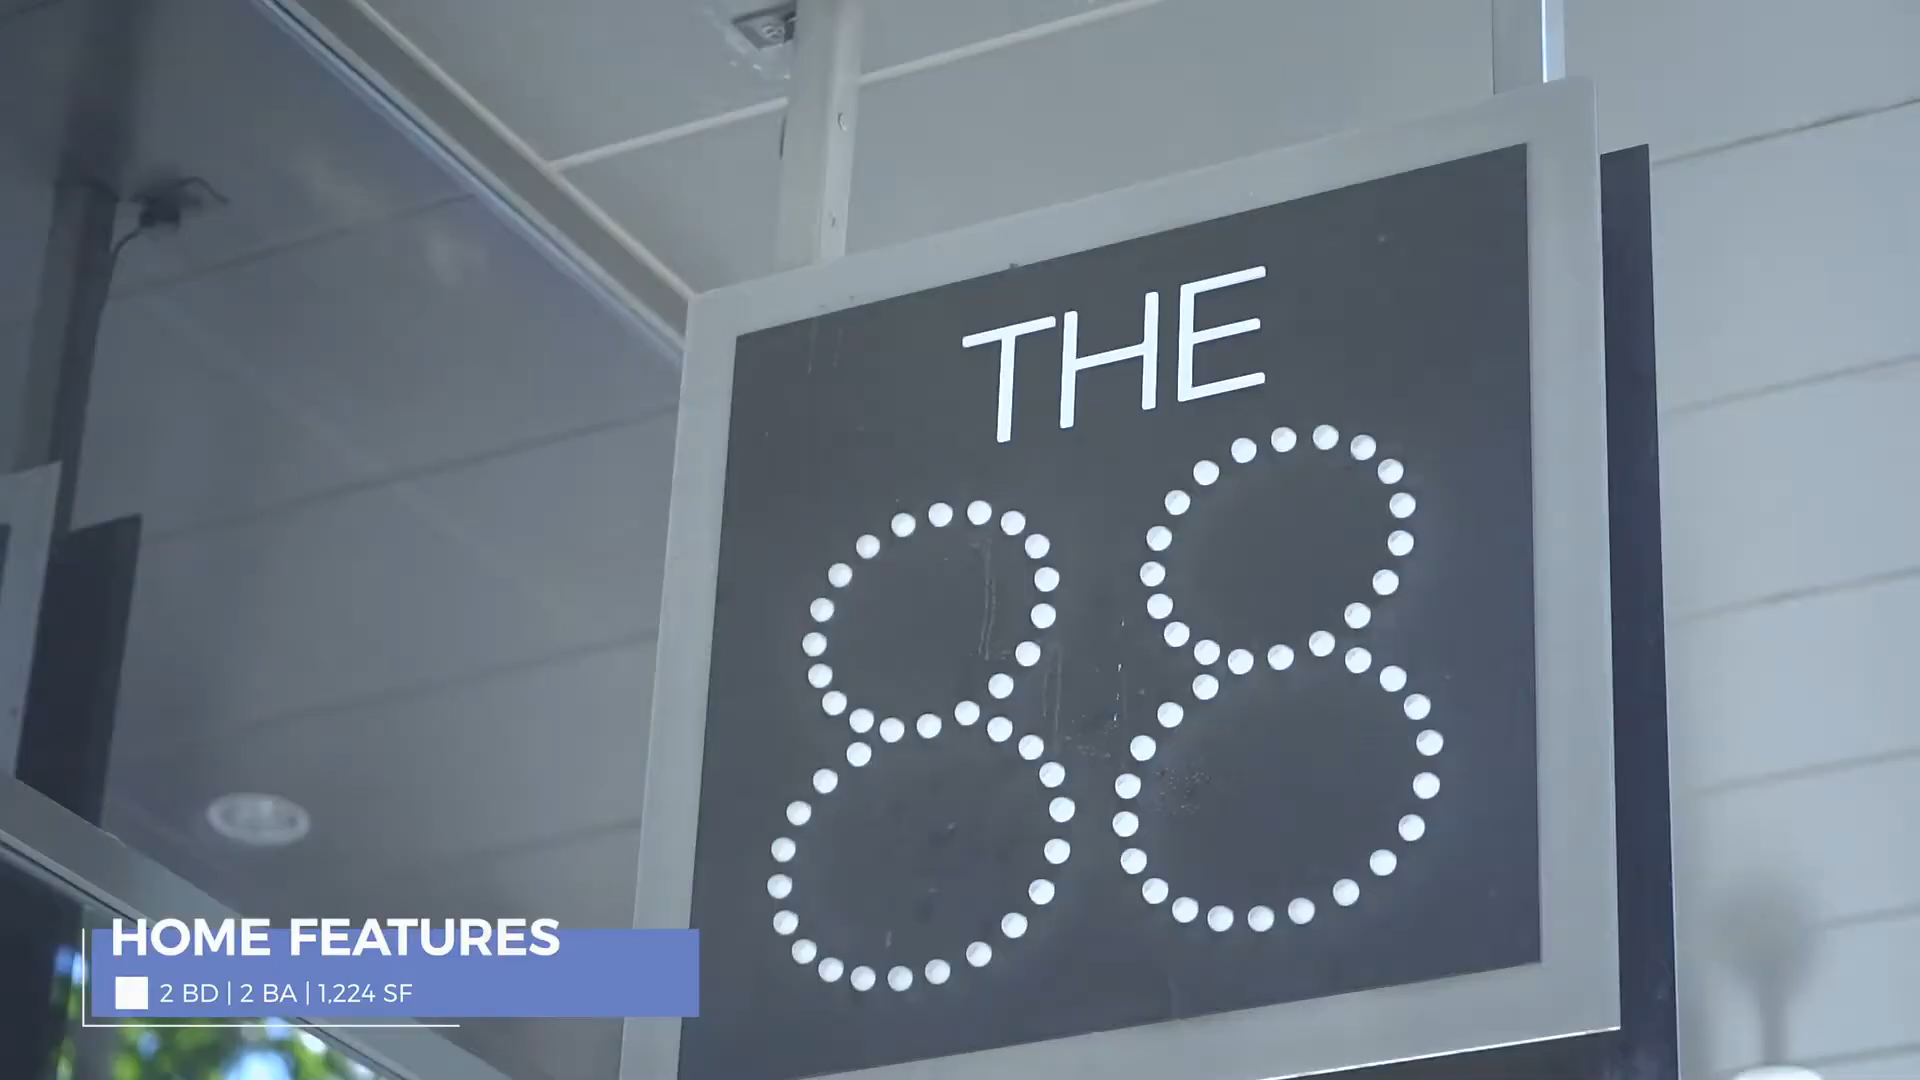 THE
88
HOME FEATURES
2 BD | 2 BA | 1,224 SF